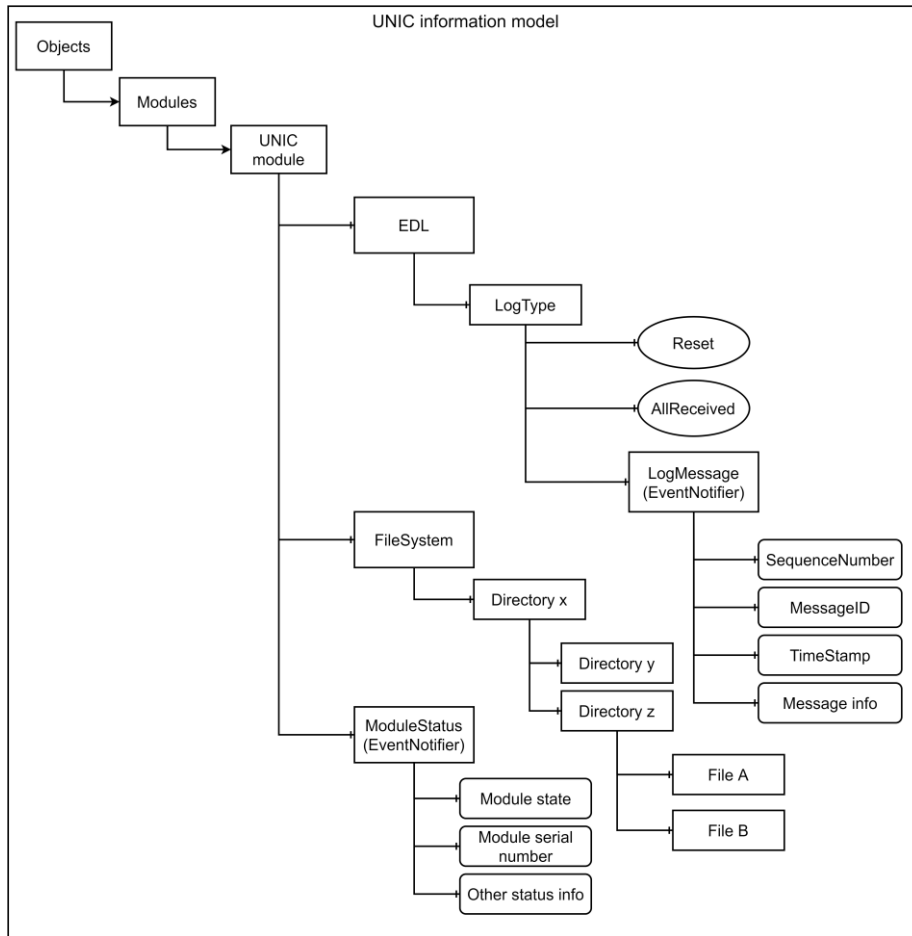 UNIC information model
Objects
Modules
UNIC
module
EDL
LogType
Reset
AllReceived
LogMessage
(EventNotifier)
SequenceNumber
MessageID
TimeStamp
Message info
FileSystem
Directory x
Directory y
Directory z
File A
File B
ModuleStatus
(EventNotifier)
Module state
Module serial
number
Other status info